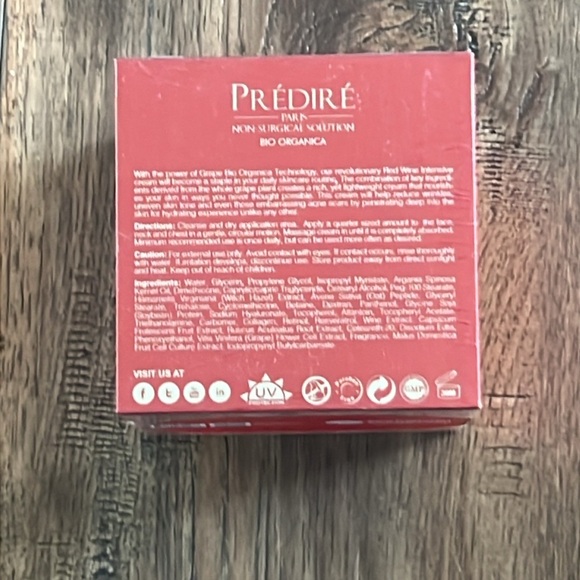 PRÉDIRÉ
PARIS
NON SURGICAL SOLUTION
BIO ORGANICA
With the power of Grape Bio Organica Technology, our revolutionary Red Wine Intensive
cream will become a staple in your daily skincare routine. The combination of key ingredi-
ents derived from the whole grape plant creates a rich, yet lightweight cream that nourish-
es your skin in ways you never thought possible. This cream will help reduce wrinkles,
uneven skin tone and even those embarrassing acne scars by penetrating deep into the
skin for hydrating experience unlike any other.
Directions: Cleanse and dry application area. Apply a quarter sized amount to the face,
neck and chest in a gentle, circular motion. Massage cream in until it is completely absorbed.
Minimum recommended use is once daily, but can be used more often as desired.
Caution: For external use only. Avoid contact with eyes. If contact occurs, rinse thoroughly
with water. If irritation develops, discontinue use. Store product away from direct sunlight
and heat. Keep out of reach of children.
Ingredients: Water, Glycerin, Propylene Glycol, Isopropyl Myristate, Argania Spinosa
Kernel Oil, Dimethicone, Caprylic/capric Triglyceride, Cetearyl Alcohol, Peg-100 Stearate,
Hamamelis Virginiana (Witch Hazel) Extract, Avena Sativa (Oat) Peptide, Glyceryl
Stearate, Trehalose, Cyclomethicone, Betaine, Dextran, Panthenol, Glycine Soya
(Soybean) Protein, Sodium Hyaluronate, Tocopherol, Allantoin, Tocopheryl Acetate,
Triethanolamine, Carbomer, Collagen, Retinol, Resveratrol, Wine Extract, Capsicum
Frutescens Fruit Extract, Ruscus Aculeatus Root Extract, Ceteareth-20, Disodium Edta,
Phenoxyethanol, Vitis Vinifera (Grape) Flower Cell Extract, Fragrance, Malus Domestica
Fruit Cell Culture Extract, Iodopropynyl Butylcarbamate
VISIT US AT
f t You in UV GMP
PROTECTION